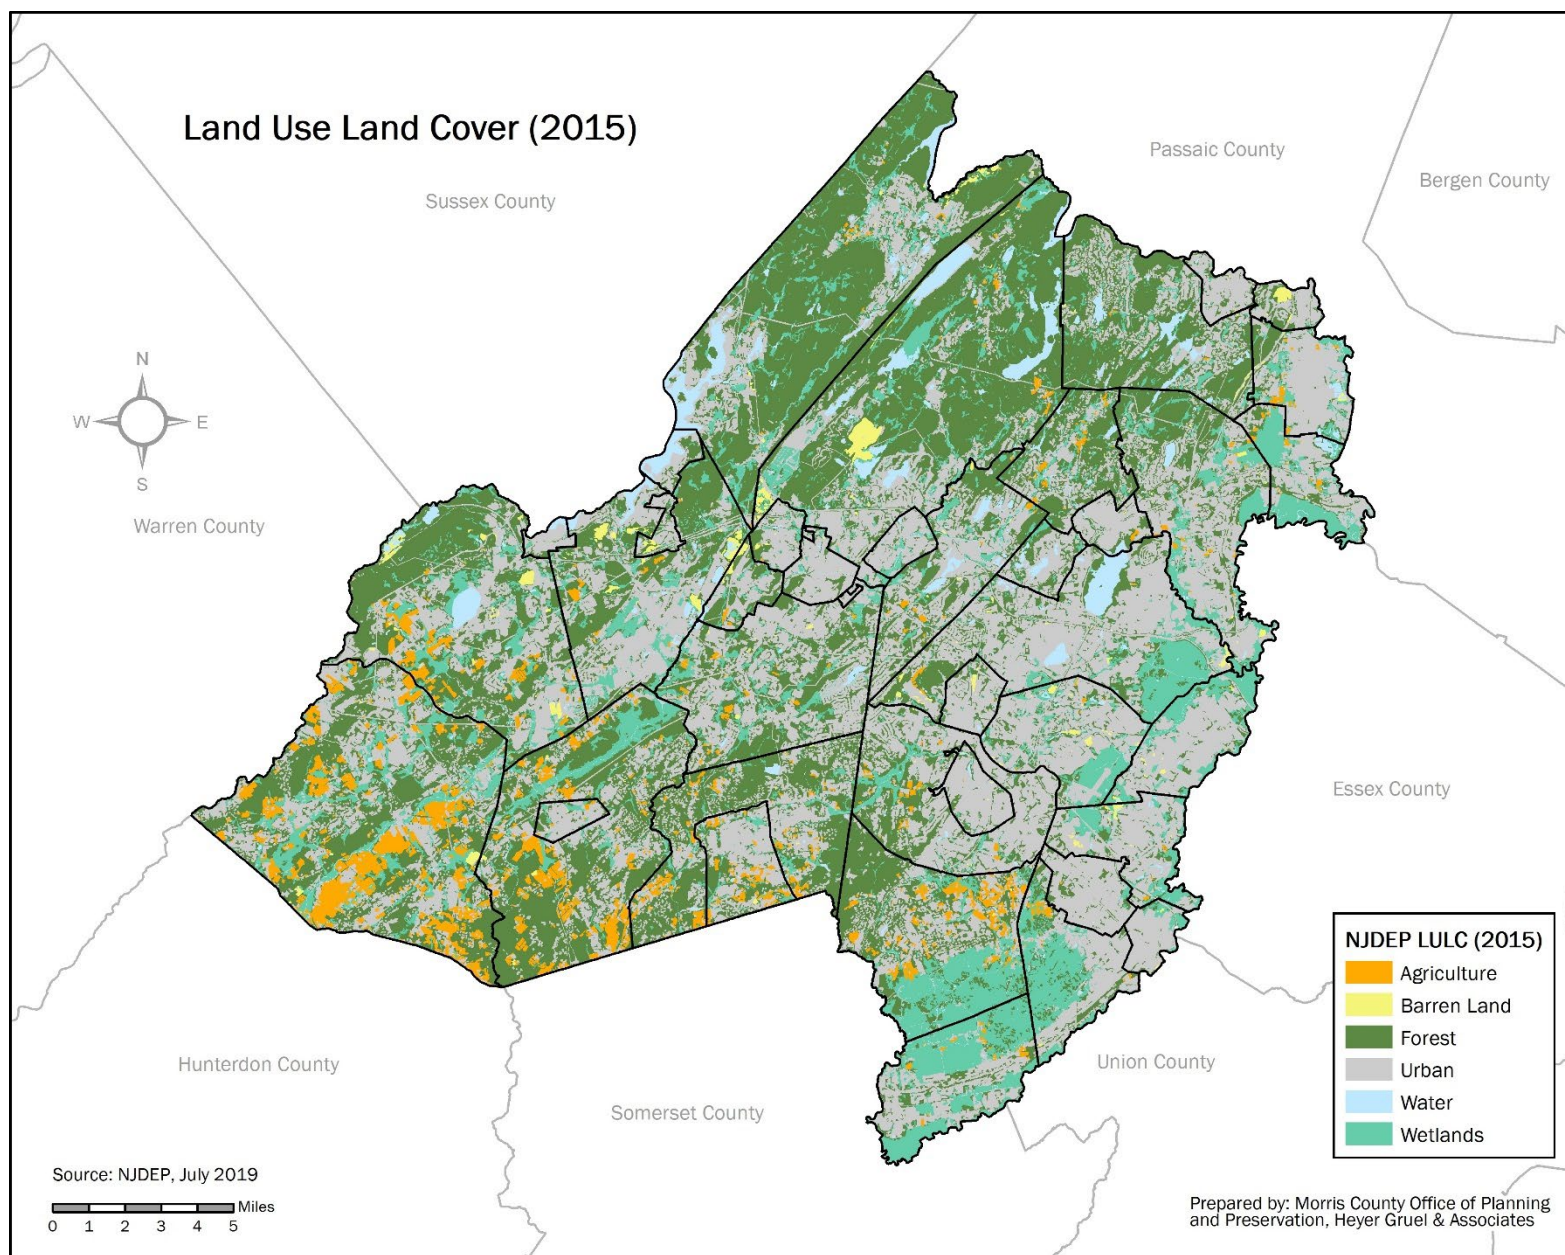 Land Use Land Cover (2015)
Passaic County
Bergen County
Sussex County
N
W
E
S
Warren County
Essex County
NJDEP LULC (2015)
Agriculture
Barren Land
Forest
Urban
Water
Wetlands
Hunterdon County
Union County
Somerset County
Source: NJDEP, July 2019
Miles
0 1 2 3 4 5
Prepared by: Morris County Office of Planning
and Preservation, Heyer Gruel & Associates